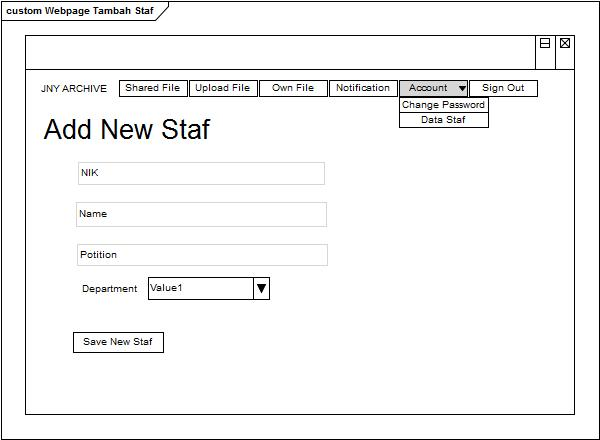 custom Webpage Tambah Staf
JNY ARCHIVE Shared File Upload File Own File Notification Account Sign Out
Change Password
Data Staf
Add New Staf
NIK
Name
Potition
Department Value1
Save New Staf